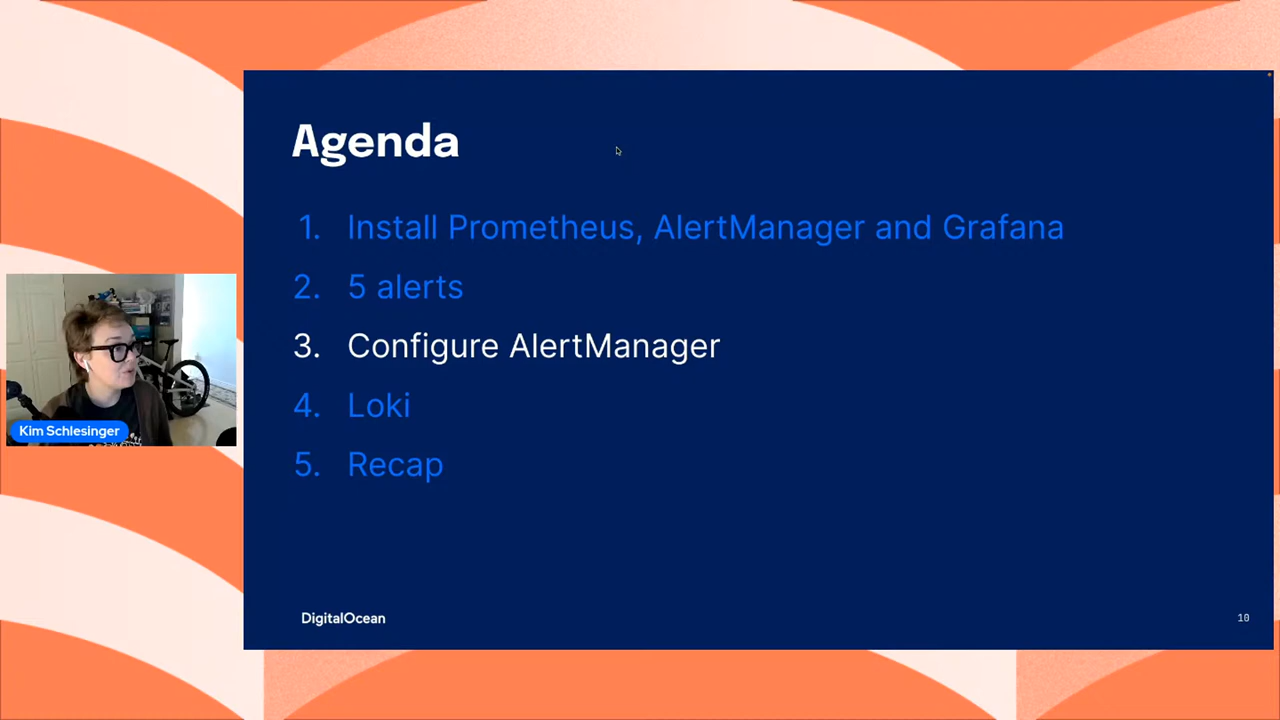 Agenda
1. Install Prometheus, AlertManager and Grafana
2. 5 alerts
3. Configure AlertManager
4. Loki
5. Recap
Kim Schlesinger
DigitalOcean
10